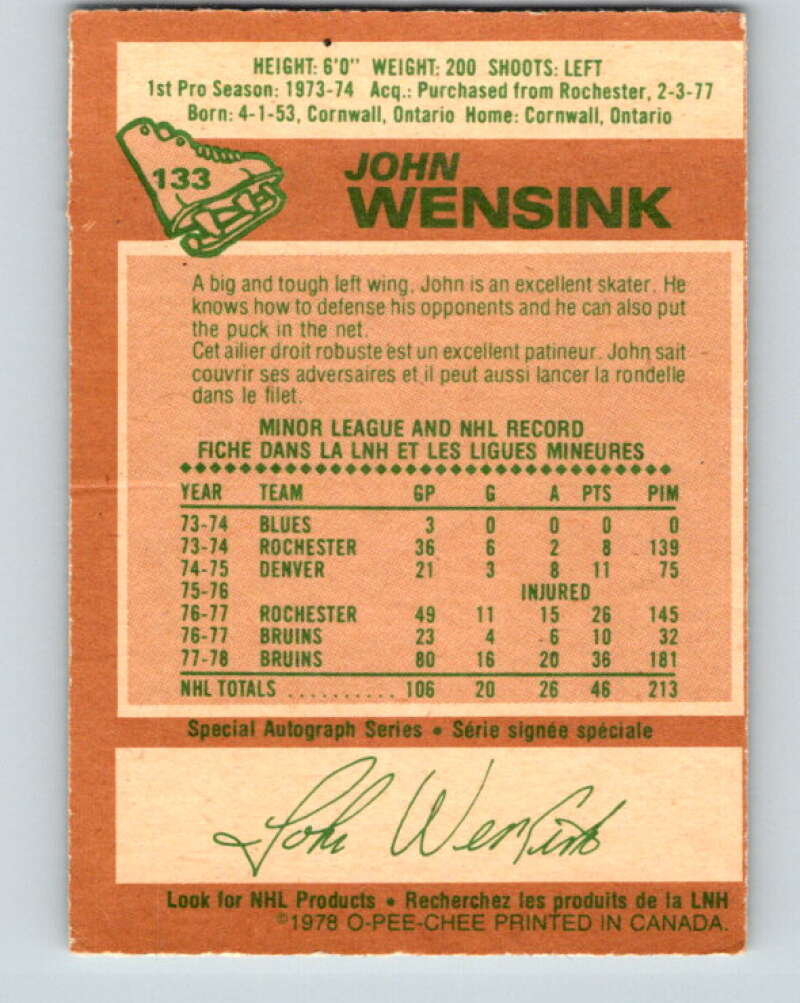 HEIGHT: 6'0" WEIGHT: 200 SHOOTS: LEFT
1st Pro Season: 1973-74 Acq.: Purchased from Rochester, 2-3-77
Born: 4-1-53, Cornwall, Ontario Home: Cornwall, Ontario
133
JOHN
WENSINK
A big and tough left wing, John is an excellent skater. He
knows how to defense his opponents and he can also put
the puck in the net.
Cet ailier droit robuste est un excellent patineur. John sait
couvrir ses adversaires et il peut aussi lancer la rondelle
dans le filet.
MINOR LEAGUE AND NHL RECORD
FICHE DANS LA LNH ET LES LIGUES MINEURES
YEAR TEAM GP G A PTS PIM
73-74 BLUES 3 0 0 0 0
73-74 ROCHESTER 36 6 2 8 139
74-75 DENVER 21 3 8 11 75
75-76 INJURED
76-77 ROCHESTER 49 11 15 26 145
76-77 BRUINS 23 4 6 10 32
77-78 BRUINS 80 16 20 36 181
NHL TOTALS .......... 106 20 26 46 213
Special Autograph Series • Série signée spéciale
John Wensink
Look for NHL Products • Recherchez les produits de la LNH
©1978 O-PEE-CHEE PRINTED IN CANADA.